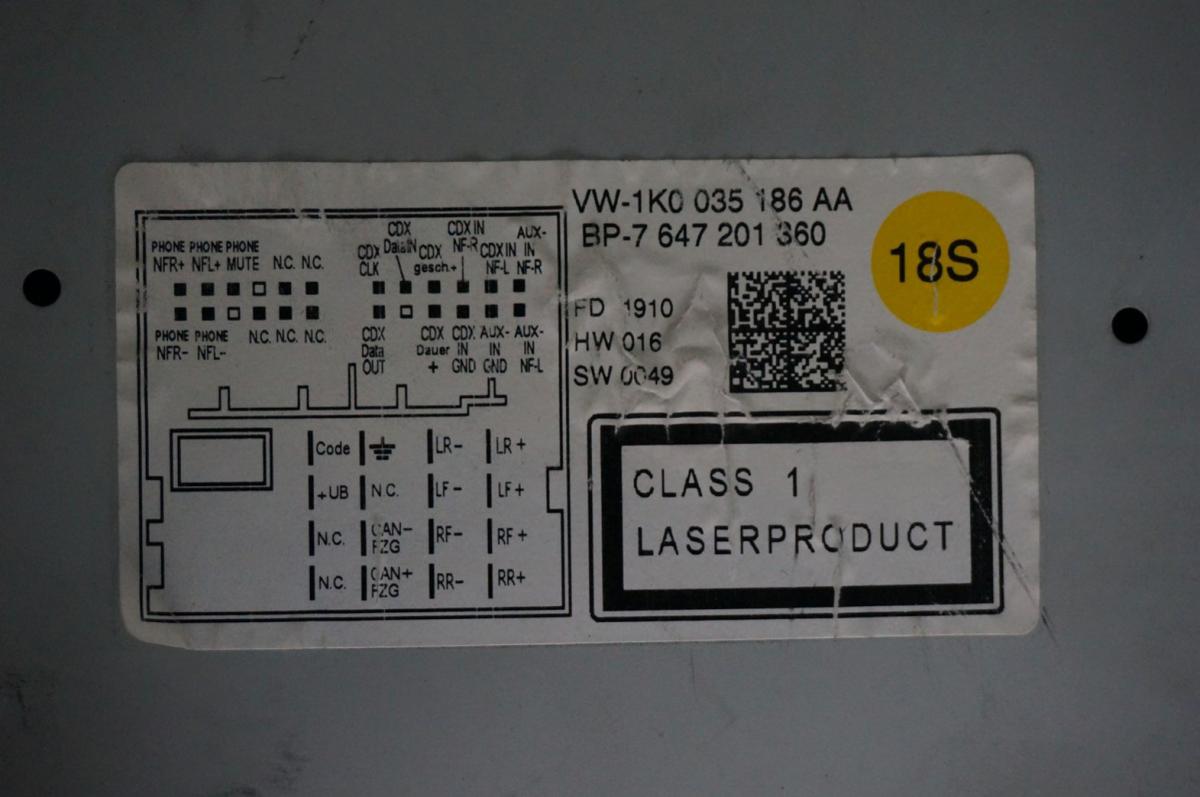 VW-1K0 035 186 AA
BP-7 647 201 360
18S
FD 1910
HW 016
SW 0049
CLASS 1
LASERPRODUCT
PHONE PHONE PHONE
NFR+ NFL+ MUTE N.C. N.C.
PHONE PHONE N.C. N.C. N.C.
NFR- NFL-
CDX CLK
CDX DataIN
CDX gesch.+
CDX IN NF-R
CDX IN NF-L
AUX-IN NF-R
CDX Data OUT
CDX Dauer +
CDX IN GND
AUX-IN GND
AUX-IN NF-L
Code LR- LR+
+UB N.C. LF- LF+
N.C. CAN- FZG RF- RF+
N.C. CAN+ FZG RR- RR+